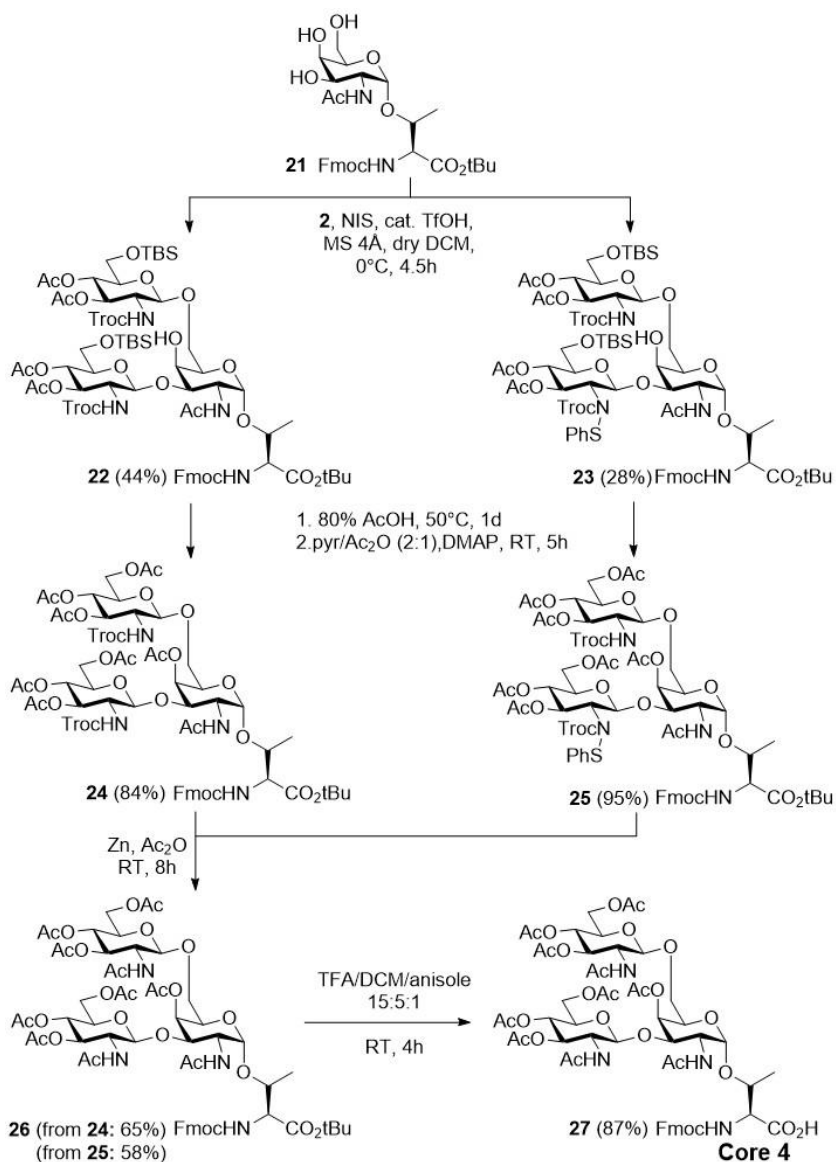 OH
HO
HO
AcHN
O
O
21 FmocHN CO₂tBu
2, NIS, cat. TfOH,
MS 4Å, dry DCM,
0°C, 4.5h
OTBS
AcO
AcO
O
O
TrocHN
OTBS
HO
AcO
AcO
O
O
O
TrocHN
AcHN
O
22 (44%) FmocHN CO₂tBu
OTBS
AcO
AcO
O
O
TrocHN
OTBS
HO
AcO
AcO
O
O
O
TrocN
PhS
AcHN
O
23 (28%) FmocHN CO₂tBu
1. 80% AcOH, 50°C, 1d
2.pyr/Ac₂O (2:1),DMAP, RT, 5h
OAc
AcO
AcO
O
O
TrocHN
OAc
AcO
AcO
AcO
O
O
O
TrocHN
AcHN
O
24 (84%) FmocHN CO₂tBu
OAc
AcO
AcO
O
O
TrocHN
OAc
AcO
AcO
AcO
O
O
O
TrocN
PhS
AcHN
O
25 (95%) FmocHN CO₂tBu
Zn, Ac₂O
RT, 8h
OAc
AcO
AcO
O
O
AcHN
OAc
AcO
AcO
AcO
O
O
O
AcHN
AcHN
O
26 (from 24: 65%) FmocHN CO₂tBu
(from 25: 58%)
TFA/DCM/anisole
15:5:1
RT, 4h
OAc
AcO
AcO
O
O
AcHN
OAc
AcO
AcO
AcO
O
O
O
AcHN
AcHN
O
27 (87%) FmocHN CO₂H
Core 4